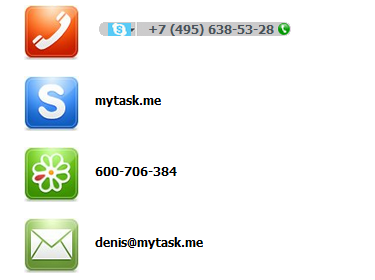 +7 (495) 638-53-28
S
mytask.me
600-706-384
denis@mytask.me